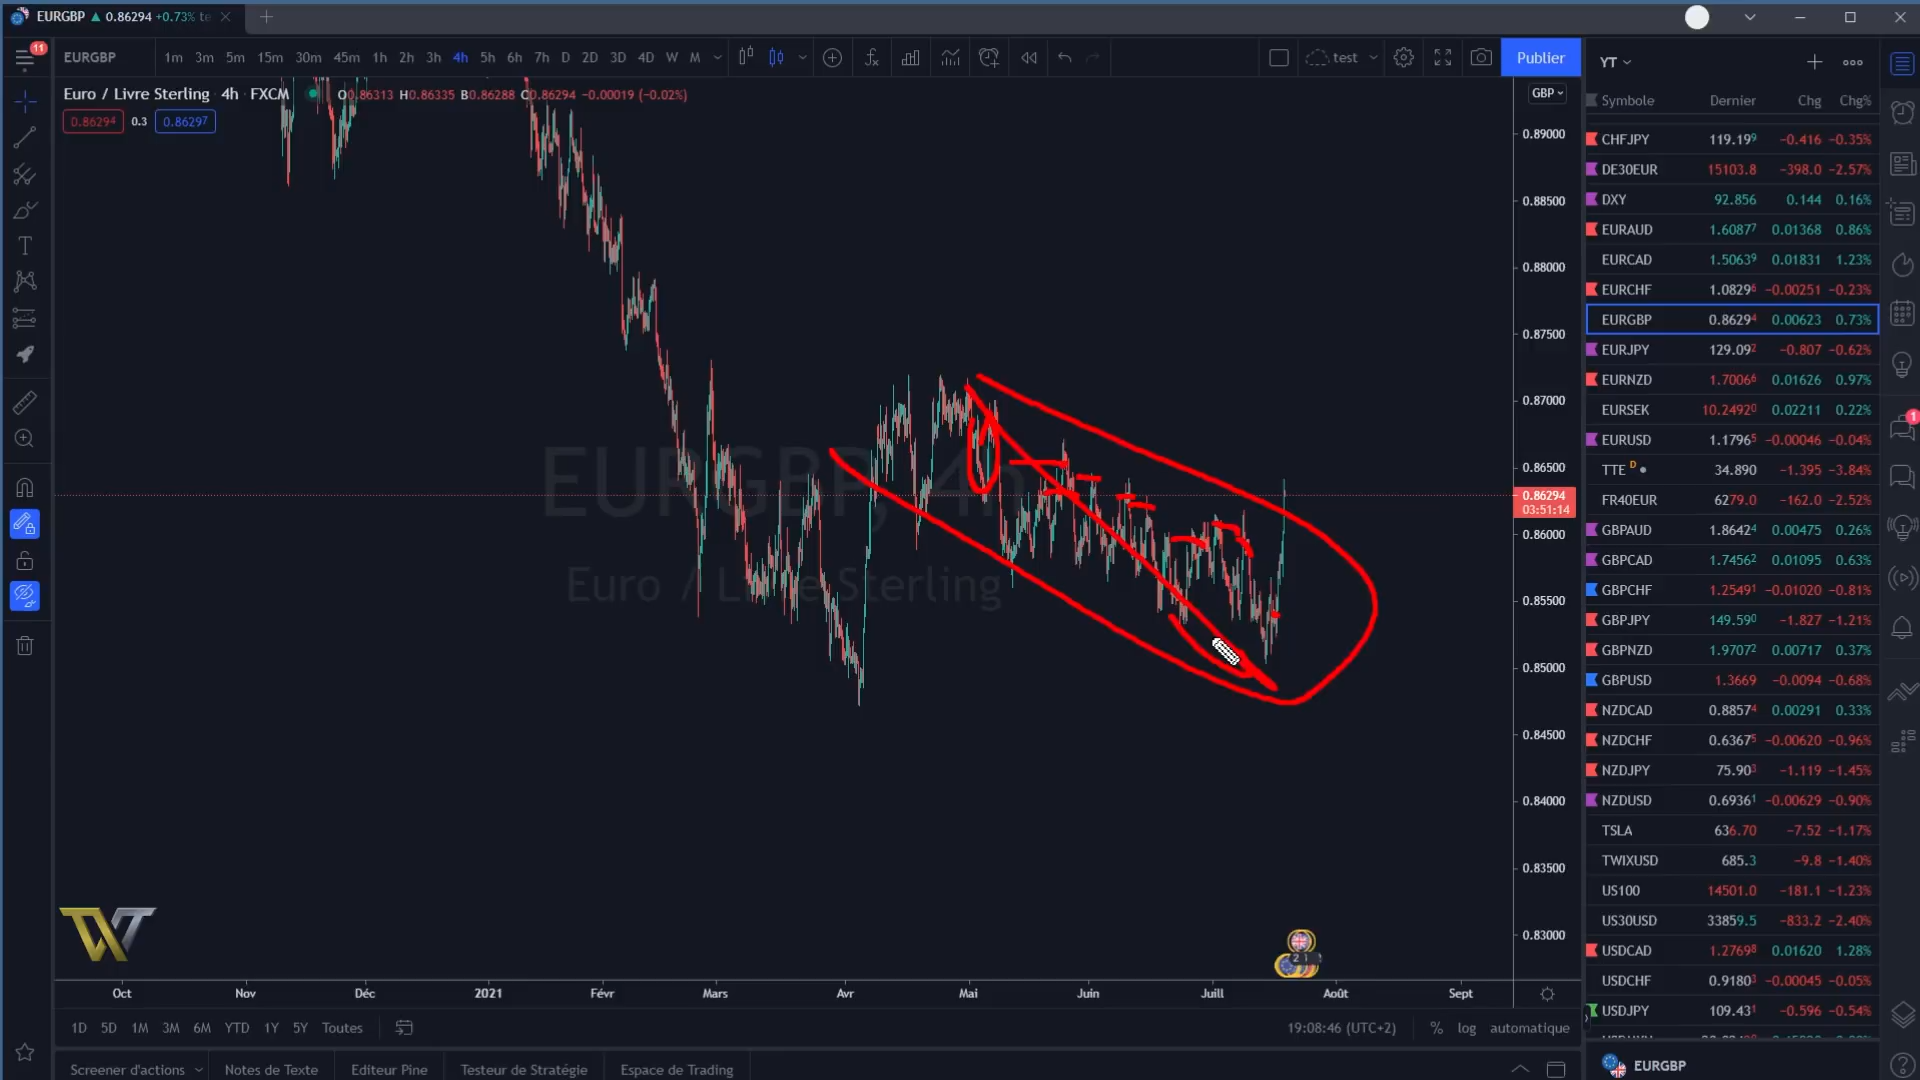 EURGBP ▲ 0.86294 +0.73% te
11
EURGBP 1m 3m 5m 15m 30m 45m 1h 2h 3h 4h 5h 6h 7h D 2D 3D 4D W M test Publier
Euro / Livre Sterling 4h FXCM O0.86313 H0.86335 B0.86288 C0.86294 −0.00019 (−0.02%)
0.86294 0.3 0.86297
GBP
0.89000
0.88500
0.88000
0.87500
0.87000
0.86500
0.86294
03:51:14
0.86000
0.85500
0.85000
0.84500
0.84000
0.83500
0.83000
EURGBP, 4h
Euro / Livre Sterling
TWT
2 1
Oct Nov Déc 2021 Févr Mars Avr Mai Juin Juill Août Sept
1D 5D 1M 3M 6M YTD 1Y 5Y Toutes 19:08:46 (UTC+2) % log automatique
Screener d'actions Notes de Texte Editeur Pine Testeur de Stratégie Espace de Trading
YT
Symbole Dernier Chg Chg%
CHFJPY 119.199 −0.416 −0.35%
DE30EUR 15103.8 −398.0 −2.57%
DXY 92.856 0.144 0.16%
EURAUD 1.60877 0.01368 0.86%
EURCAD 1.50639 0.01831 1.23%
EURCHF 1.08296 −0.00251 −0.23%
EURGBP 0.86294 0.00623 0.73%
EURJPY 129.092 −0.807 −0.62%
EURNZD 1.70066 0.01626 0.97%
EURSEK 10.24920 0.02211 0.22%
EURUSD 1.17965 −0.00046 −0.04%
TTE D 34.890 −1.395 −3.84%
FR40EUR 6279.0 −162.0 −2.52%
GBPAUD 1.86424 0.00475 0.26%
GBPCAD 1.74562 0.01095 0.63%
GBPCHF 1.25491 −0.01020 −0.81%
GBPJPY 149.590 −1.827 −1.21%
GBPNZD 1.97072 0.00717 0.37%
GBPUSD 1.3669 −0.0094 −0.68%
NZDCAD 0.88574 0.00291 0.33%
NZDCHF 0.63675 −0.00620 −0.96%
NZDJPY 75.903 −1.119 −1.45%
NZDUSD 0.69361 −0.00629 −0.90%
TSLA 636.70 −7.52 −1.17%
TWIXUSD 685.3 −9.8 −1.40%
US100 14501.0 −181.1 −1.23%
US30USD 33859.5 −833.2 −2.40%
USDCAD 1.27698 0.01620 1.28%
USDCHF 0.91803 −0.00045 −0.05%
USDJPY 109.431 −0.596 −0.54%
EURGBP
1